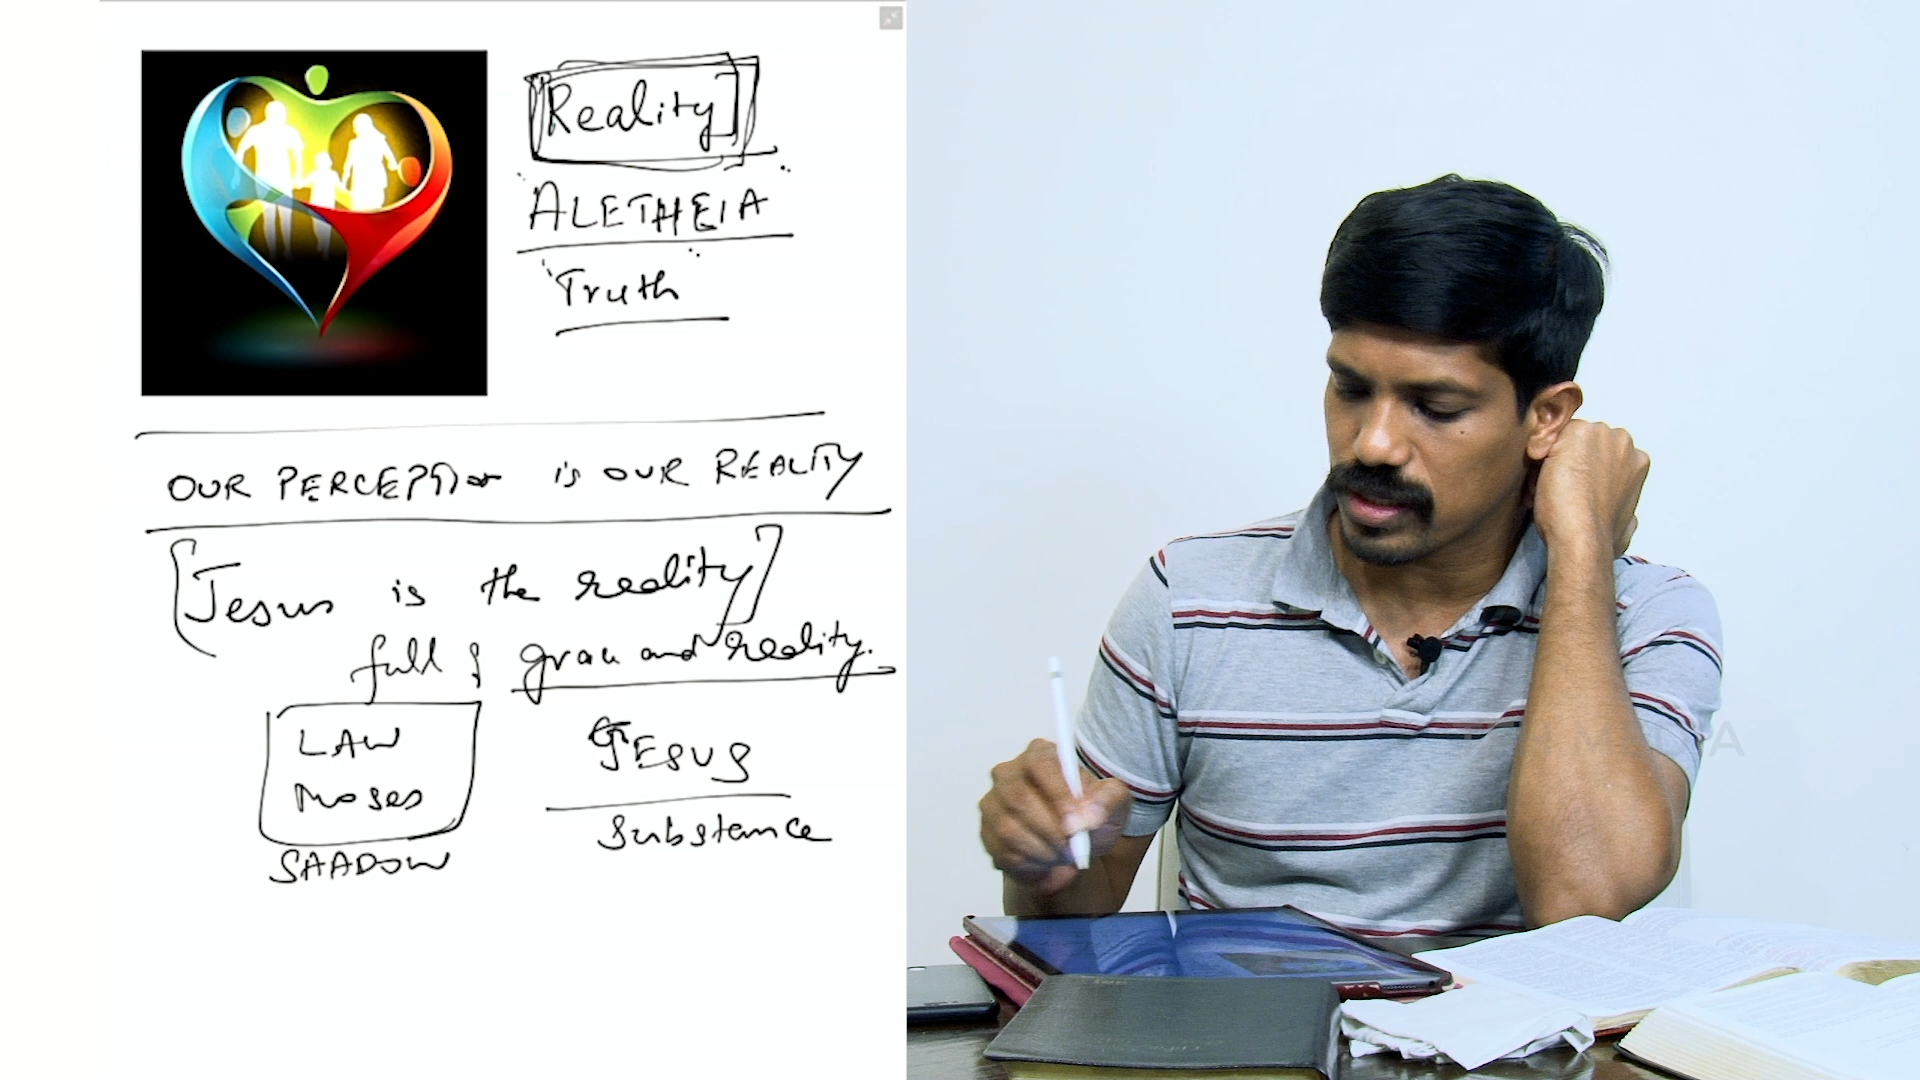 Reality
ALETHEIA
Truth
OUR PERCEPTION is OUR REALITY
[Jesus is the reality]
full of grace and reality.
LAW
Moses
SHADOW
JESUS
Substance